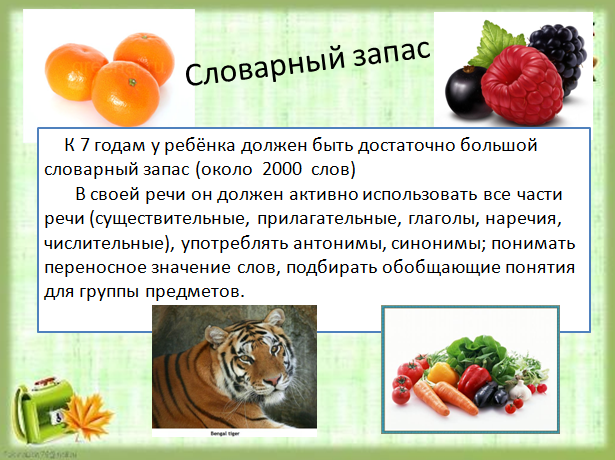 Словарный запас
К 7 годам у ребёнка должен быть достаточно большой
словарный запас (около 2000 слов)
В своей речи он должен активно использовать все части
речи (существительные, прилагательные, глаголы, наречия,
числительные), употреблять антонимы, синонимы; понимать
переносное значение слов, подбирать обобщающие понятия
для группы предметов.
Bengal tiger